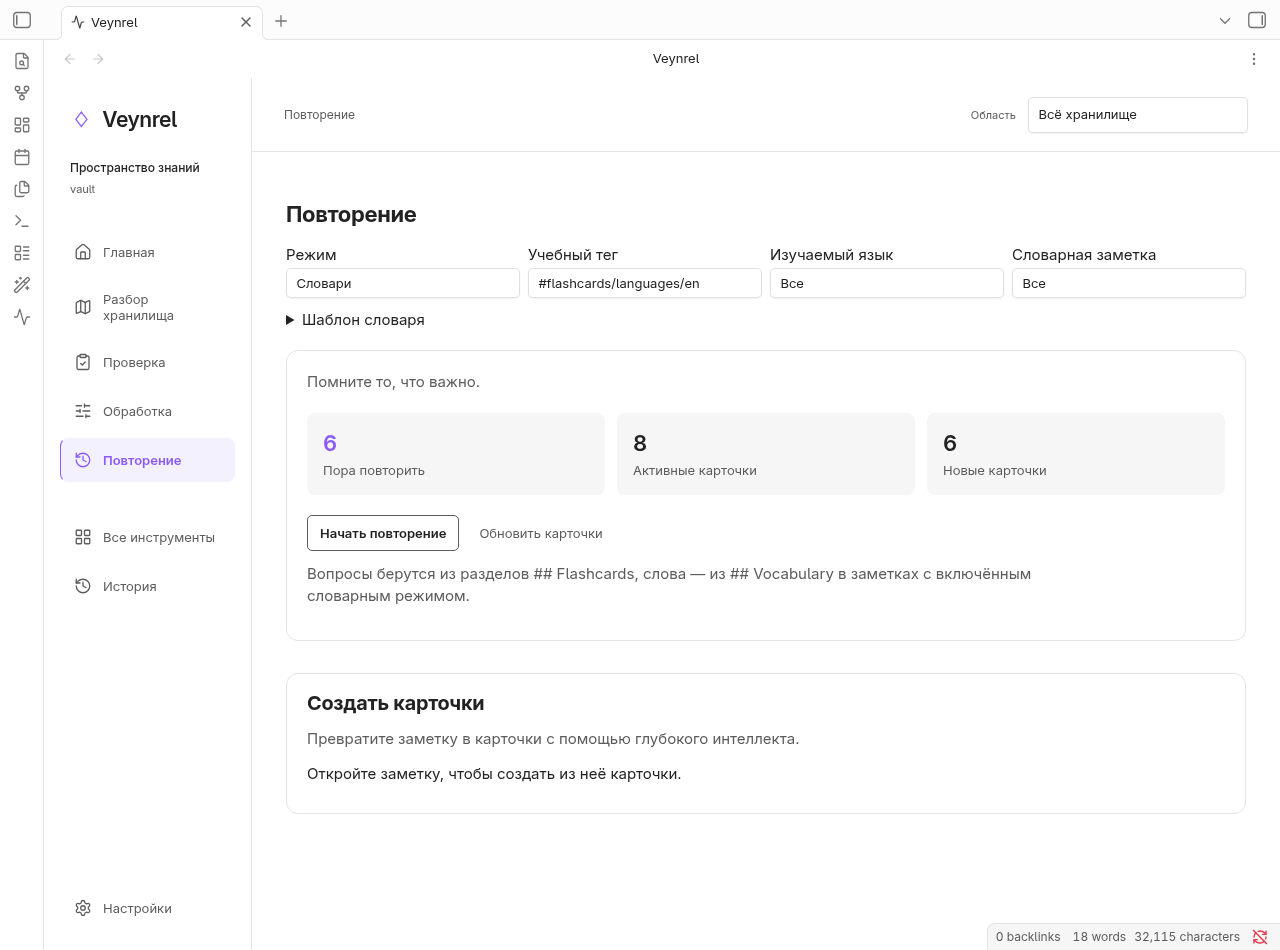 Veynrel
Veynrel
Veynrel
Повторение
Область
Всё хранилище
Пространство знаний
vault
Главная
Разбор
хранилища
Проверка
Обработка
Повторение
Все инструменты
История
Настройки
Повторение
Режим
Учебный тег
Изучаемый язык
Словарная заметка
Словари
#flashcards/languages/en
Все
Все
Шаблон словаря
Помните то, что важно.
6
Пора повторить
8
Активные карточки
6
Новые карточки
Начать повторение
Обновить карточки
Вопросы берутся из разделов ## Flashcards, слова — из ## Vocabulary в заметках с включённым
словарным режимом.
Создать карточки
Превратите заметку в карточки с помощью глубокого интеллекта.
Откройте заметку, чтобы создать из неё карточки.
0 backlinks 18 words 32,115 characters